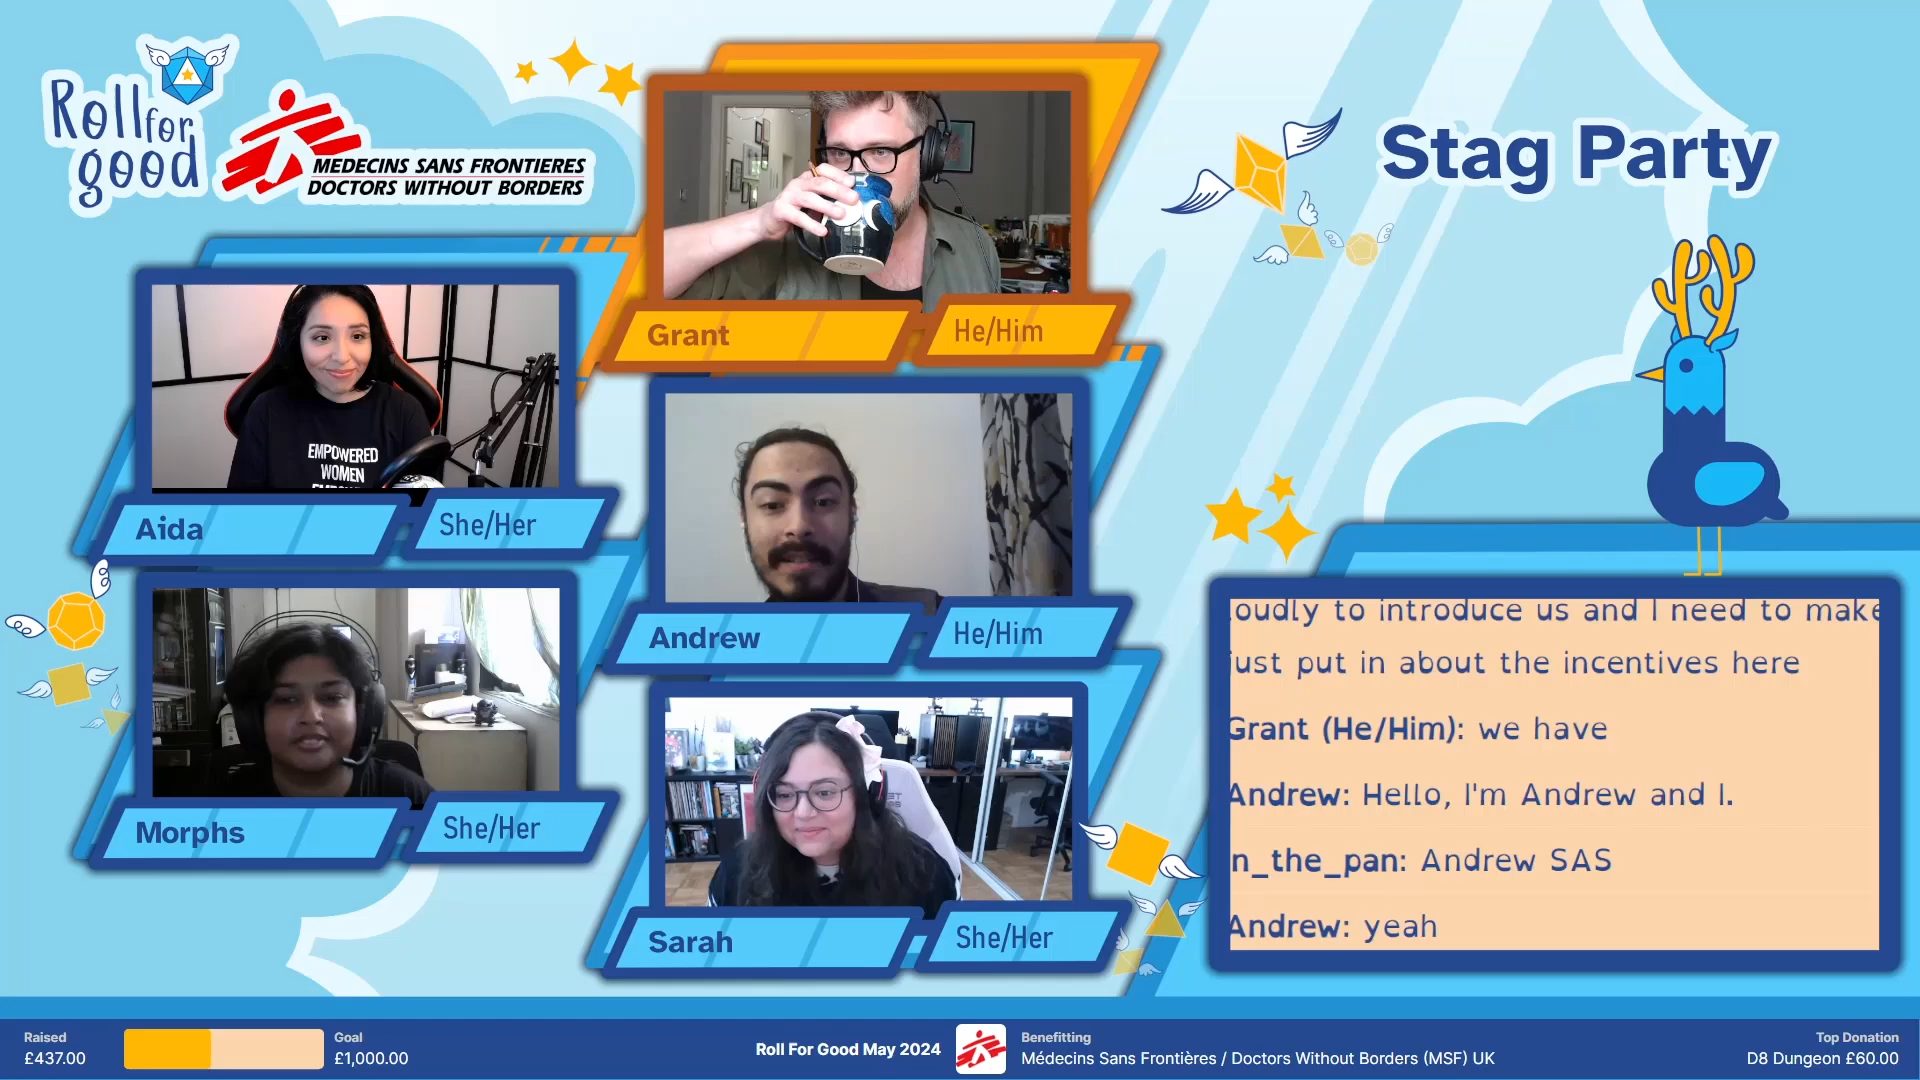 Roll for good
MEDECINS SANS FRONTIERES
DOCTORS WITHOUT BORDERS
Stag Party
Grant
He/Him
EMPOWERED
WOMEN
Aida
She/Her
Andrew
He/Him
Morphs
She/Her
Sarah
She/Her
oudly to introduce us and I need to make
just put in about the incentives here
Grant (He/Him): we have
Andrew: Hello, I'm Andrew and I.
n_the_pan: Andrew SAS
Andrew: yeah
Raised
£437.00
Goal
£1,000.00
Roll For Good May 2024
Benefitting
Médecins Sans Frontières / Doctors Without Borders (MSF) UK
Top Donation
D8 Dungeon £60.00